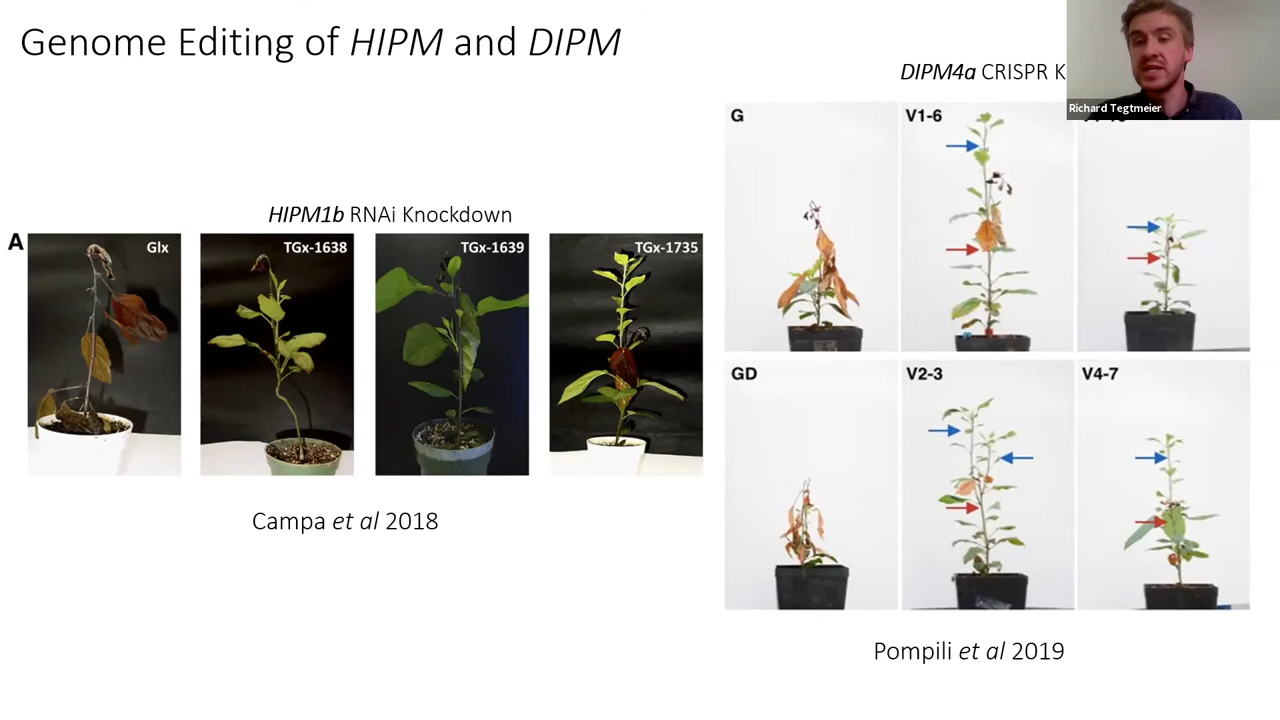 Genome Editing of HIPM and DIPM
DIPM4a CRISPR K
Richard Tegtmeier
G
V1-6
HIPM1b RNAi Knockdown
A
Glx
TGx-1638
TGx-1639
TGx-1735
GD
V2-3
V4-7
Campa et al 2018
Pompili et al 2019